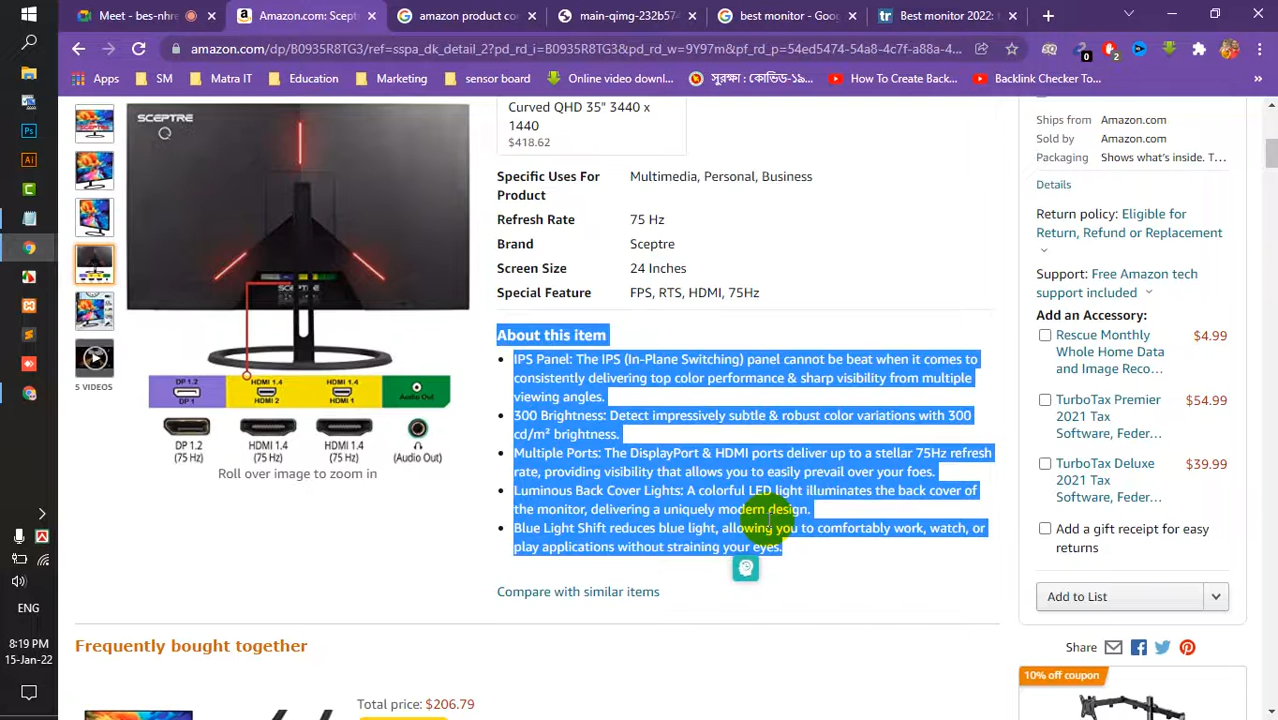 Meet - bes-nhre
Amazon.com: Scept
amazon product co
main-qimg-232b574
best monitor - Goog
Best monitor 2022: t
amazon.com/dp/B0935R8TG3/ref=sspa_dk_detail_2?pd_rd_i=B0935R8TG3&pd_rd_w=9Y97m&pf_rd_p=54ed5474-54a8-4c7f-a88a-4...
Apps
SM
Matra IT
Education
Marketing
sensor board
Online video downl...
সুরক্ষা : কোভিড-১৯...
How To Create Back...
Backlink Checker To...
SCEPTRE
DP 1.2
HDMI 1.4
HDMI 2
HDMI 1.4
HDMI 1
Audio Out
DP 1.2
(75 Hz)
HDMI 1.4
(75 Hz)
HDMI 1.4
(75 Hz)
(Audio Out)
5 VIDEOS
Roll over image to zoom in
Curved QHD 35" 3440 x
1440
$418.62
Specific Uses For
Product
Multimedia, Personal, Business
Refresh Rate
75 Hz
Brand
Sceptre
Screen Size
24 Inches
Special Feature
FPS, RTS, HDMI, 75Hz
About this item
IPS Panel: The IPS (In-Plane Switching) panel cannot be beat when it comes to
consistently delivering top color performance & sharp visibility from multiple
viewing angles.
300 Brightness: Detect impressively subtle & robust color variations with 300
cd/m² brightness.
Multiple Ports: The DisplayPort & HDMI ports deliver up to a stellar 75Hz refresh
rate, providing visibility that allows you to easily prevail over your foes.
Luminous Back Cover Lights: A colorful LED light illuminates the back cover of
the monitor, delivering a uniquely modern design.
Blue Light Shift reduces blue light, allowing you to comfortably work, watch, or
play applications without straining your eyes.
Compare with similar items
Frequently bought together
Total price: $206.79
Ships from Amazon.com
Sold by Amazon.com
Packaging Shows what's inside. T...
Details
Return policy: Eligible for
Return, Refund or Replacement
Support: Free Amazon tech
support included
Add an Accessory:
Rescue Monthly
Whole Home Data
and Image Reco...
$4.99
TurboTax Premier
2021 Tax
Software, Feder...
$54.99
TurboTax Deluxe
2021 Tax
Software, Feder...
$39.99
Add a gift receipt for easy
returns
Add to List
Share
10% off coupon
ENG
8:19 PM
15-Jan-22